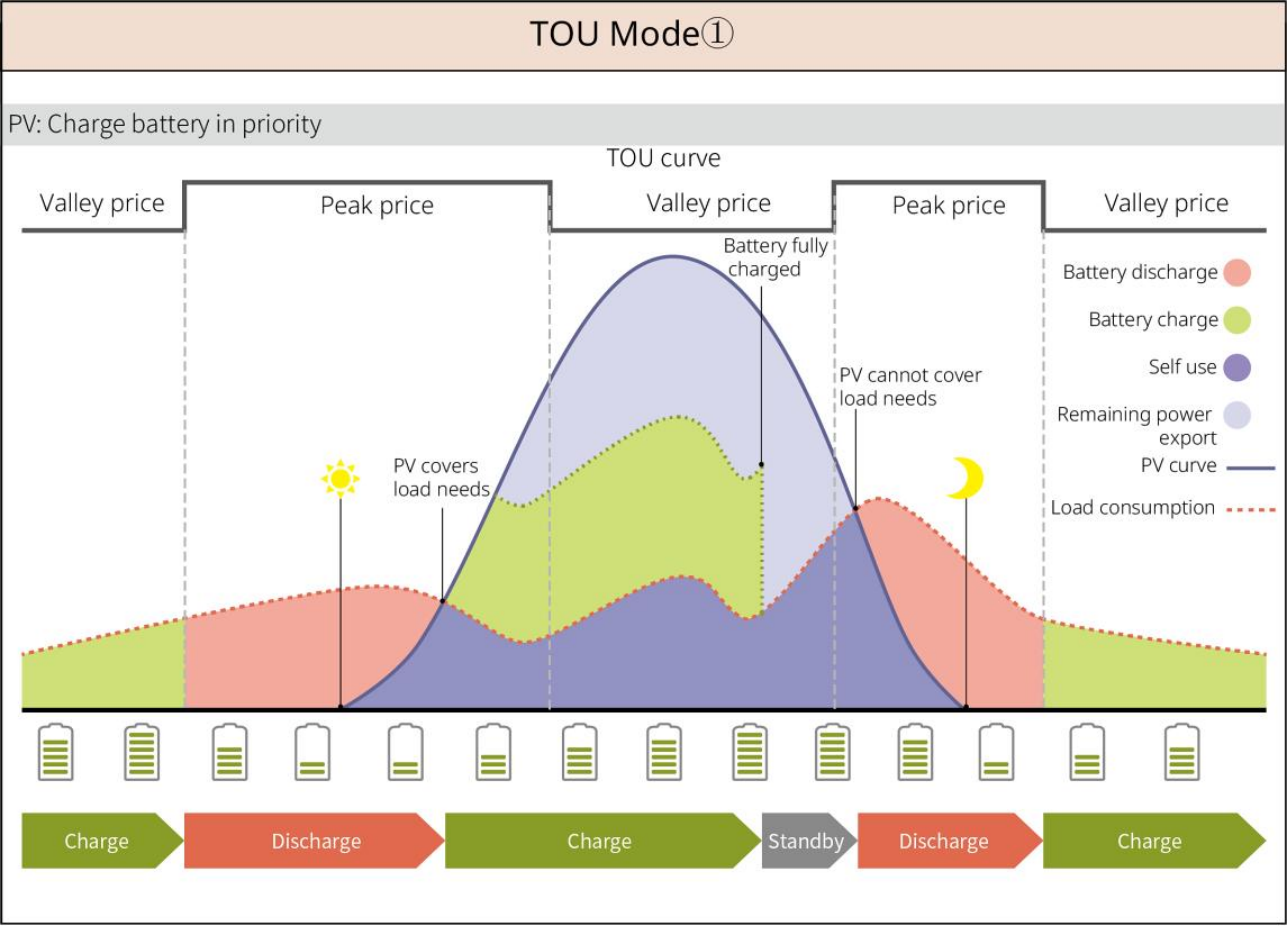 TOU Mode①
PV: Charge battery in priority
TOU curve
Valley price
Peak price
Valley price
Peak price
Valley price
Battery fully
charged
Battery discharge
Battery charge
Self use
Remaining power
export
PV curve
Load consumption
PV cannot cover
load needs
PV covers
load needs
Charge
Discharge
Charge
Standby
Discharge
Charge